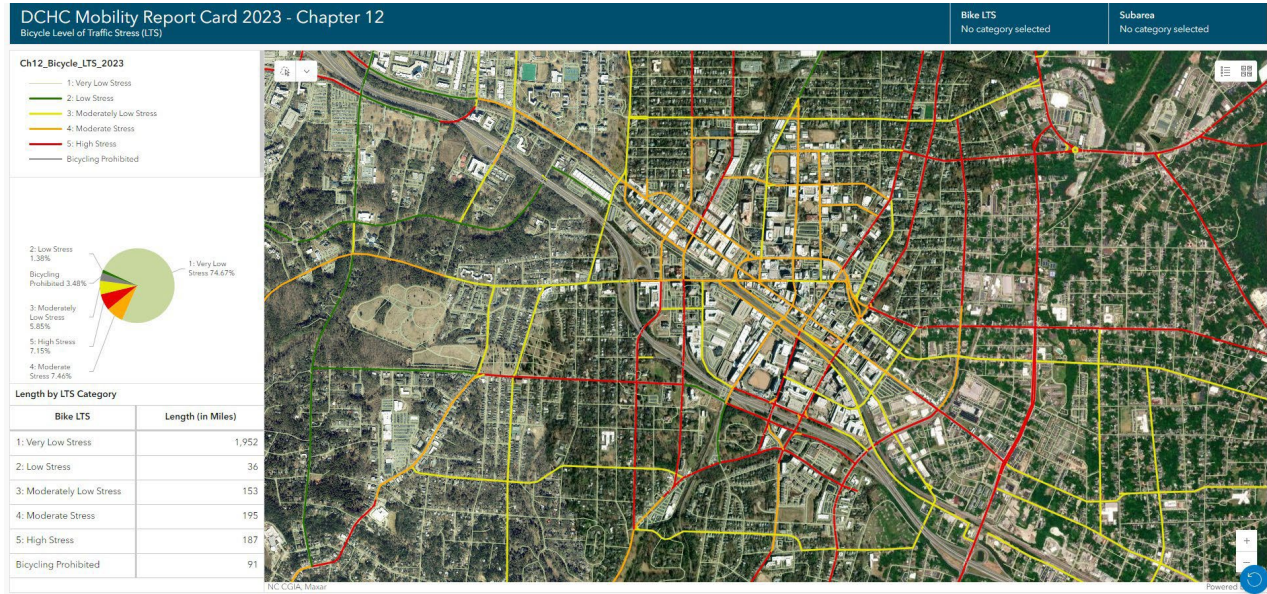 DCHC Mobility Report Card 2023 - Chapter 12
Bicycle Level of Traffic Stress (LTS)
Bike LTS
No category selected
Subarea
No category selected
Ch12_Bicycle_LTS_2023
1: Very Low Stress
2: Low Stress
3: Moderately Low Stress
4: Moderate Stress
5: High Stress
Bicycling Prohibited
2: Low Stress
1.38%
Bicycling
Prohibited 3.48%
3: Moderately
Low Stress
5.85%
5: High Stress
7.15%
4: Moderate
Stress 7.46%
1: Very Low
Stress 74.67%
Length by LTS Category
Bike LTS Length (in Miles)
1: Very Low Stress 1,952
2: Low Stress 36
3: Moderately Low Stress 153
4: Moderate Stress 195
5: High Stress 187
Bicycling Prohibited 91
NC CGIA, Maxar
Powered